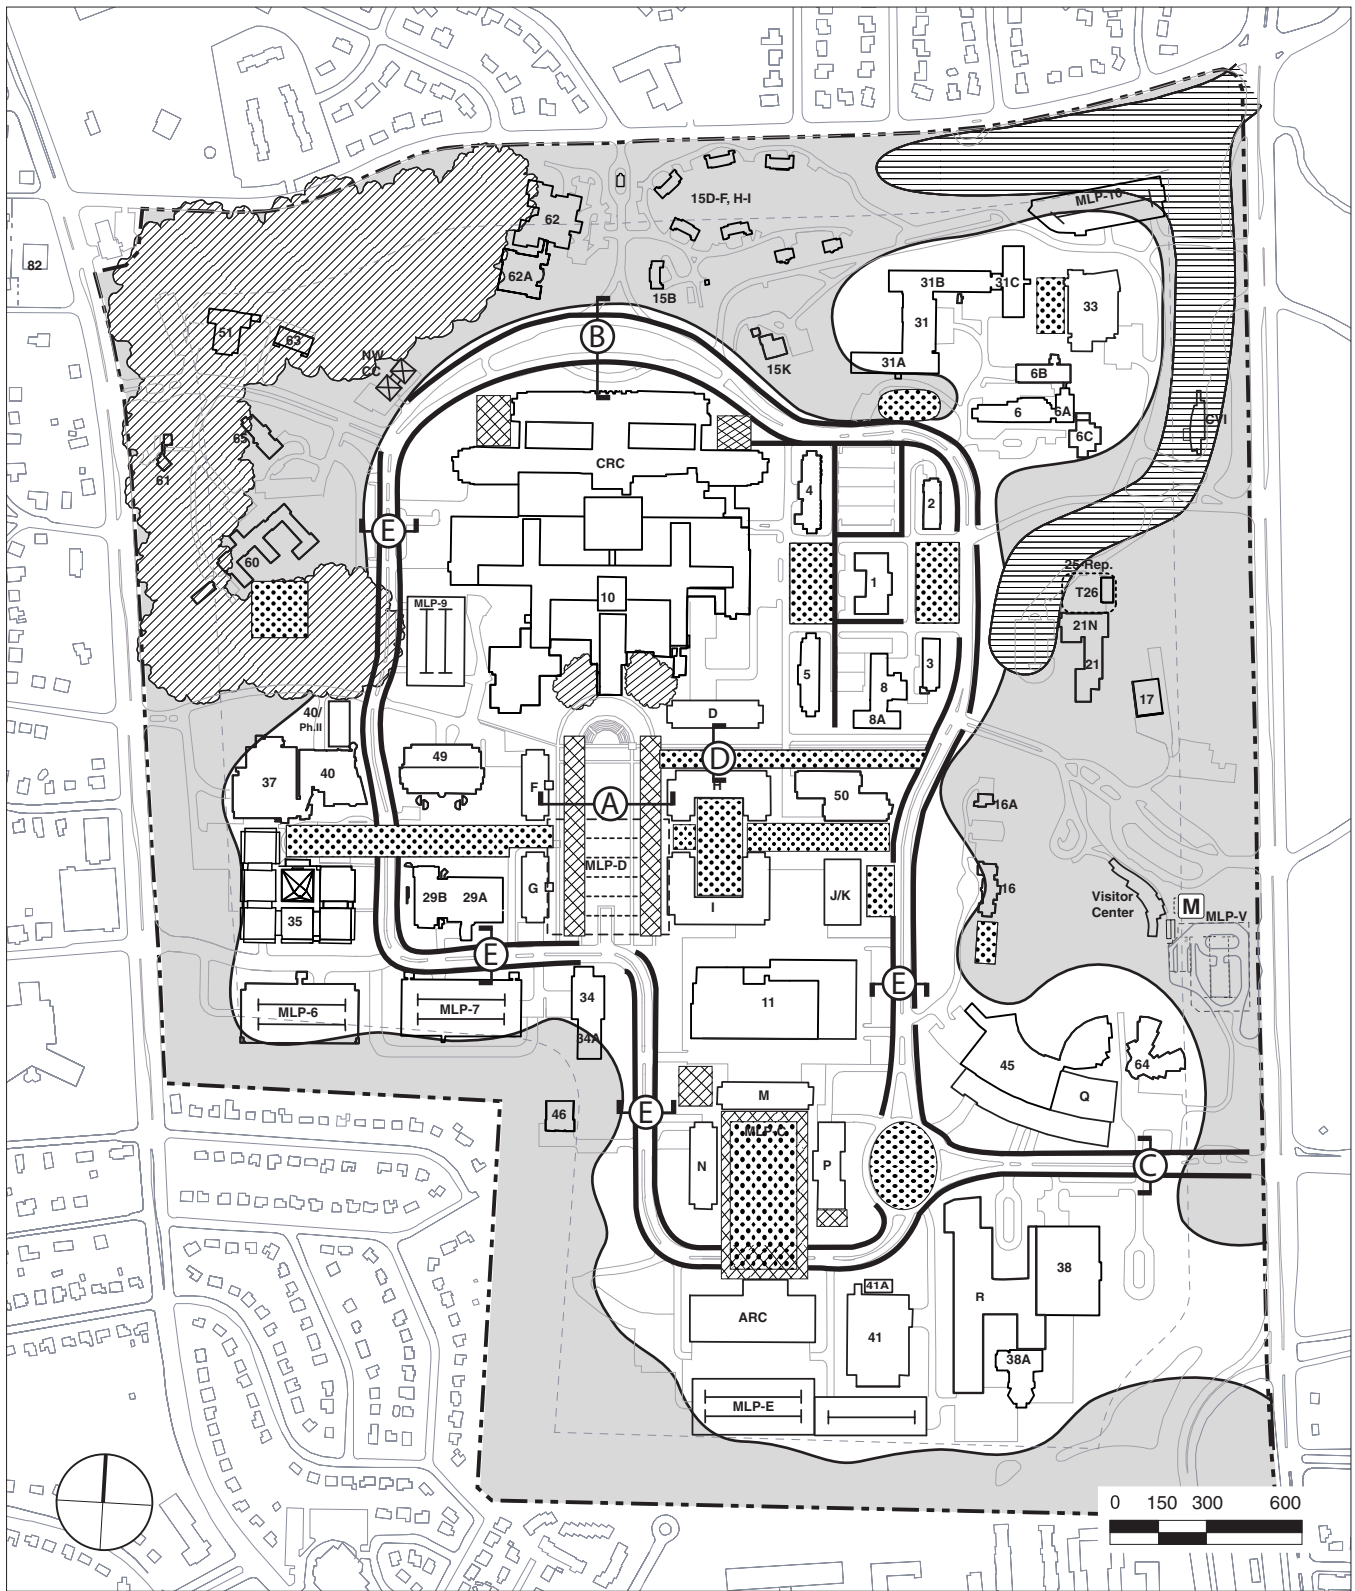 15D-F, H-I
MLP-10
62
82
62A
31B
31C
15B
33
31
51
63
B
NW
CC
31A
15K
6B
6
6A
CVI
65
6C
CRC
61
4
2
E
60
25 Rep.
1
T26
10
MLP-9
21N
5
3
21
8
17
40/
Ph.II
D
8A
49
D
37
40
F
H
50
A
16A
MLP-D
29B
29A
G
J/K
16
Visitor
Center
M
MLP-V
I
35
E
E
34
11
MLP-6
MLP-7
34A
45
64
M
Q
46
E
MLP-C
N
P
C
38
41A
R
ARC
41
38A
MLP-E
0 150 300 600